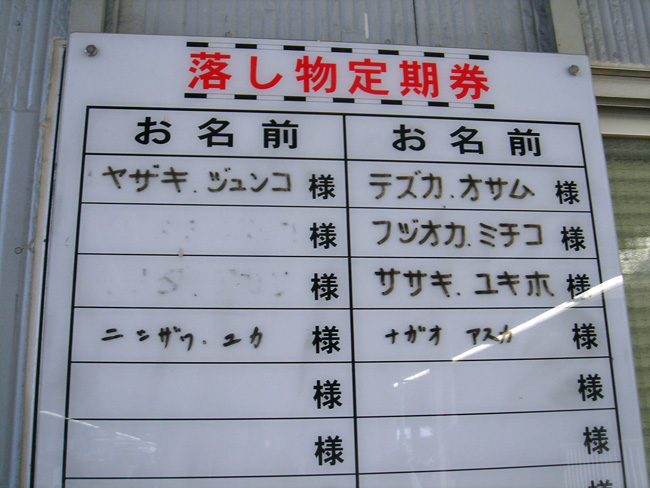 落し物定期券
お名前 お名前
ヤザキ.ジュンコ 様 テズカ.オサム 様
様 フジオカ.ミチコ 様
様 ササキ.ユキホ 様
ニシザワ.ユカ 様 ナガオ アスカ 様
様 様
様 様
様